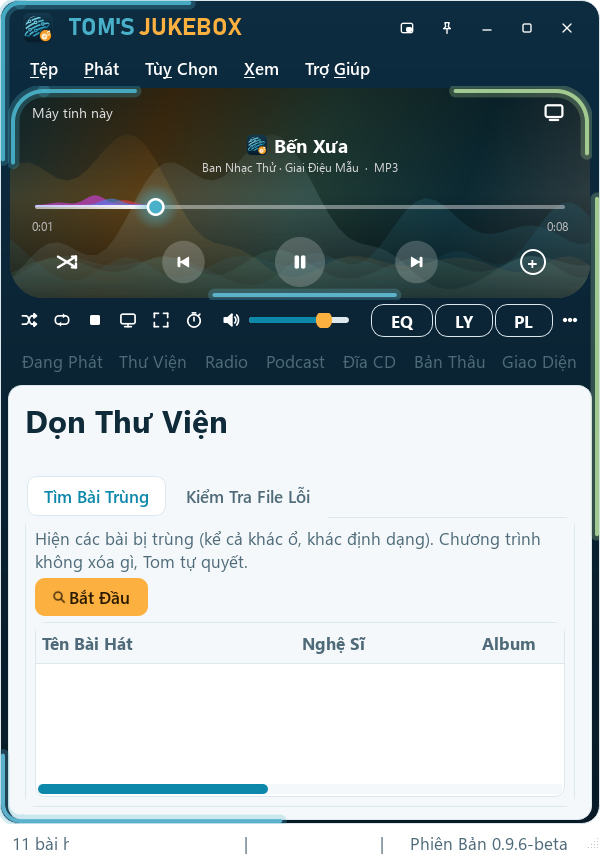 TOM'S JUKEBOX
Tệp Phát Tùy Chọn Xem Trợ Giúp
Máy tính này
Bến Xưa
Ban Nhạc Thử · Giai Điệu Mẫu · MP3
0:01 0:08
EQ LY PL
Đang Phát Thư Viện Radio Podcast Đĩa CD Bản Thâu Giao Diện
Dọn Thư Viện
Tìm Bài Trùng Kiểm Tra File Lỗi
Hiện các bài bị trùng (kể cả khác ổ, khác định dạng). Chương trình
không xóa gì, Tom tự quyết.
Bắt Đầu
Tên Bài Hát Nghệ Sĩ Album
11 bài Phiên Bản 0.9.6-beta